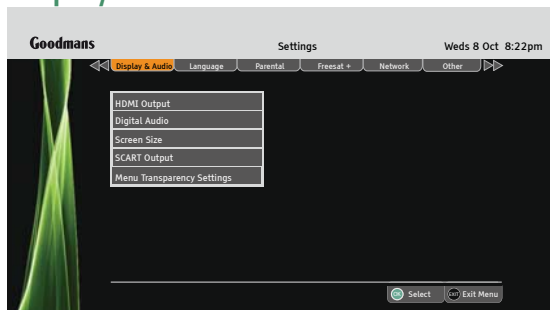 Goodmans Settings Weds 8 Oct 8:22pm
Display & Audio Language Parental Freesat + Network Other
HDMI Output
Digital Audio
Screen Size
SCART Output
Menu Transparency Settings
OK Select EXIT Exit Menu